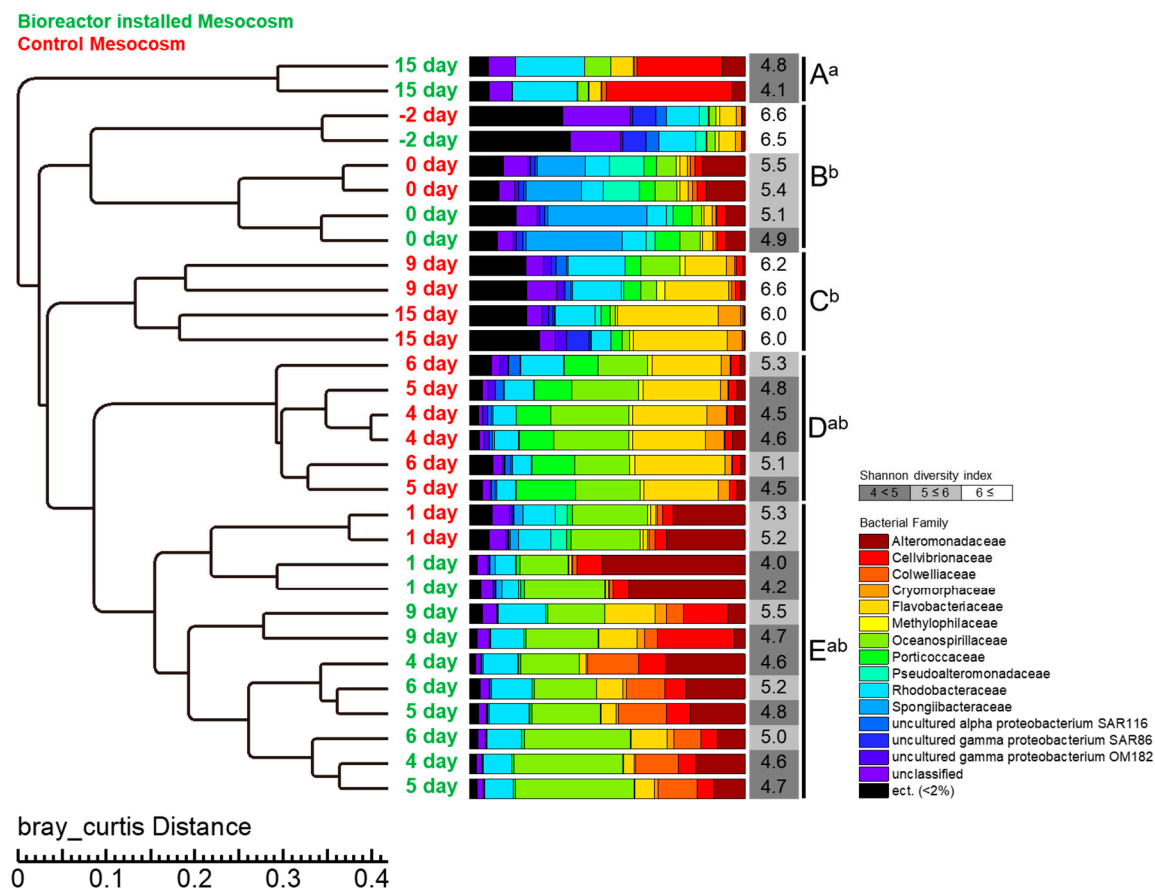 Bioreactor installed Mesocosm
Control Mesocosm
15 day 4.8
15 day 4.1
Aa
-2 day 6.6
-2 day 6.5
0 day 5.5
0 day 5.4
0 day 5.1
0 day 4.9
Bb
9 day 6.2
9 day 6.6
15 day 6.0
15 day 6.0
Cb
6 day 5.3
5 day 4.8
4 day 4.5
4 day 4.6
6 day 5.1
5 day 4.5
Dab
1 day 5.3
1 day 5.2
1 day 4.0
1 day 4.2
9 day 5.5
9 day 4.7
4 day 4.6
6 day 5.2
5 day 4.8
6 day 5.0
4 day 4.6
5 day 4.7
Eab
Shannon diversity index
4 < 5 5 ≤ 6 6 ≤
Bacterial Family
Alteromonadaceae
Cellvibrionaceae
Colwelliaceae
Cryomorphaceae
Flavobacteriaceae
Methylophilaceae
Oceanospirillaceae
Porticoccaceae
Pseudoalteromonadaceae
Rhodobacteraceae
Spongiibacteraceae
uncultured alpha proteobacterium SAR116
uncultured gamma proteobacterium SAR86
uncultured gamma proteobacterium OM182
unclassified
ect. (<2%)
bray_curtis Distance
0 0.1 0.2 0.3 0.4